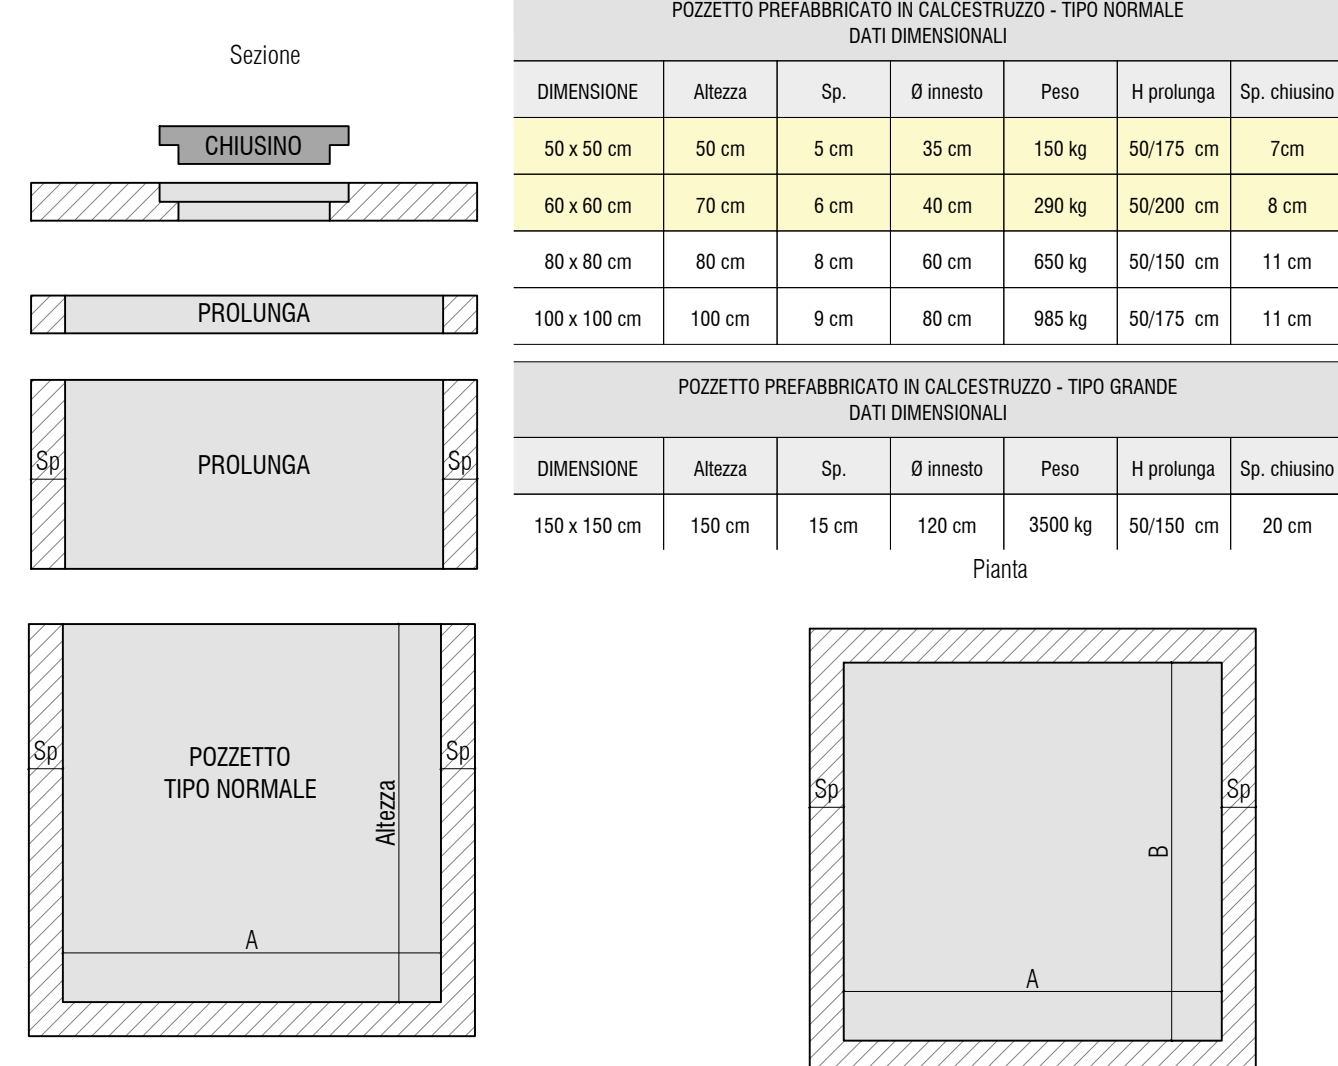 Sezione
CHIUSINO
PROLUNGA
Sp
PROLUNGA
Sp
Sp
POZZETTO
TIPO NORMALE
Sp
Altezza
A
POZZETTO PREFABBRICATO IN CALCESTRUZZO - TIPO NORMALE
DATI DIMENSIONALI
DIMENSIONE Altezza Sp. Ø innesto Peso H prolunga Sp. chiusino
50 x 50 cm 50 cm 5 cm 35 cm 150 kg 50/175 cm 7cm
60 x 60 cm 70 cm 6 cm 40 cm 290 kg 50/200 cm 8 cm
80 x 80 cm 80 cm 8 cm 60 cm 650 kg 50/150 cm 11 cm
100 x 100 cm 100 cm 9 cm 80 cm 985 kg 50/175 cm 11 cm
POZZETTO PREFABBRICATO IN CALCESTRUZZO - TIPO GRANDE
DATI DIMENSIONALI
DIMENSIONE Altezza Sp. Ø innesto Peso H prolunga Sp. chiusino
150 x 150 cm 150 cm 15 cm 120 cm 3500 kg 50/150 cm 20 cm
Pianta
Sp
Sp
B
A